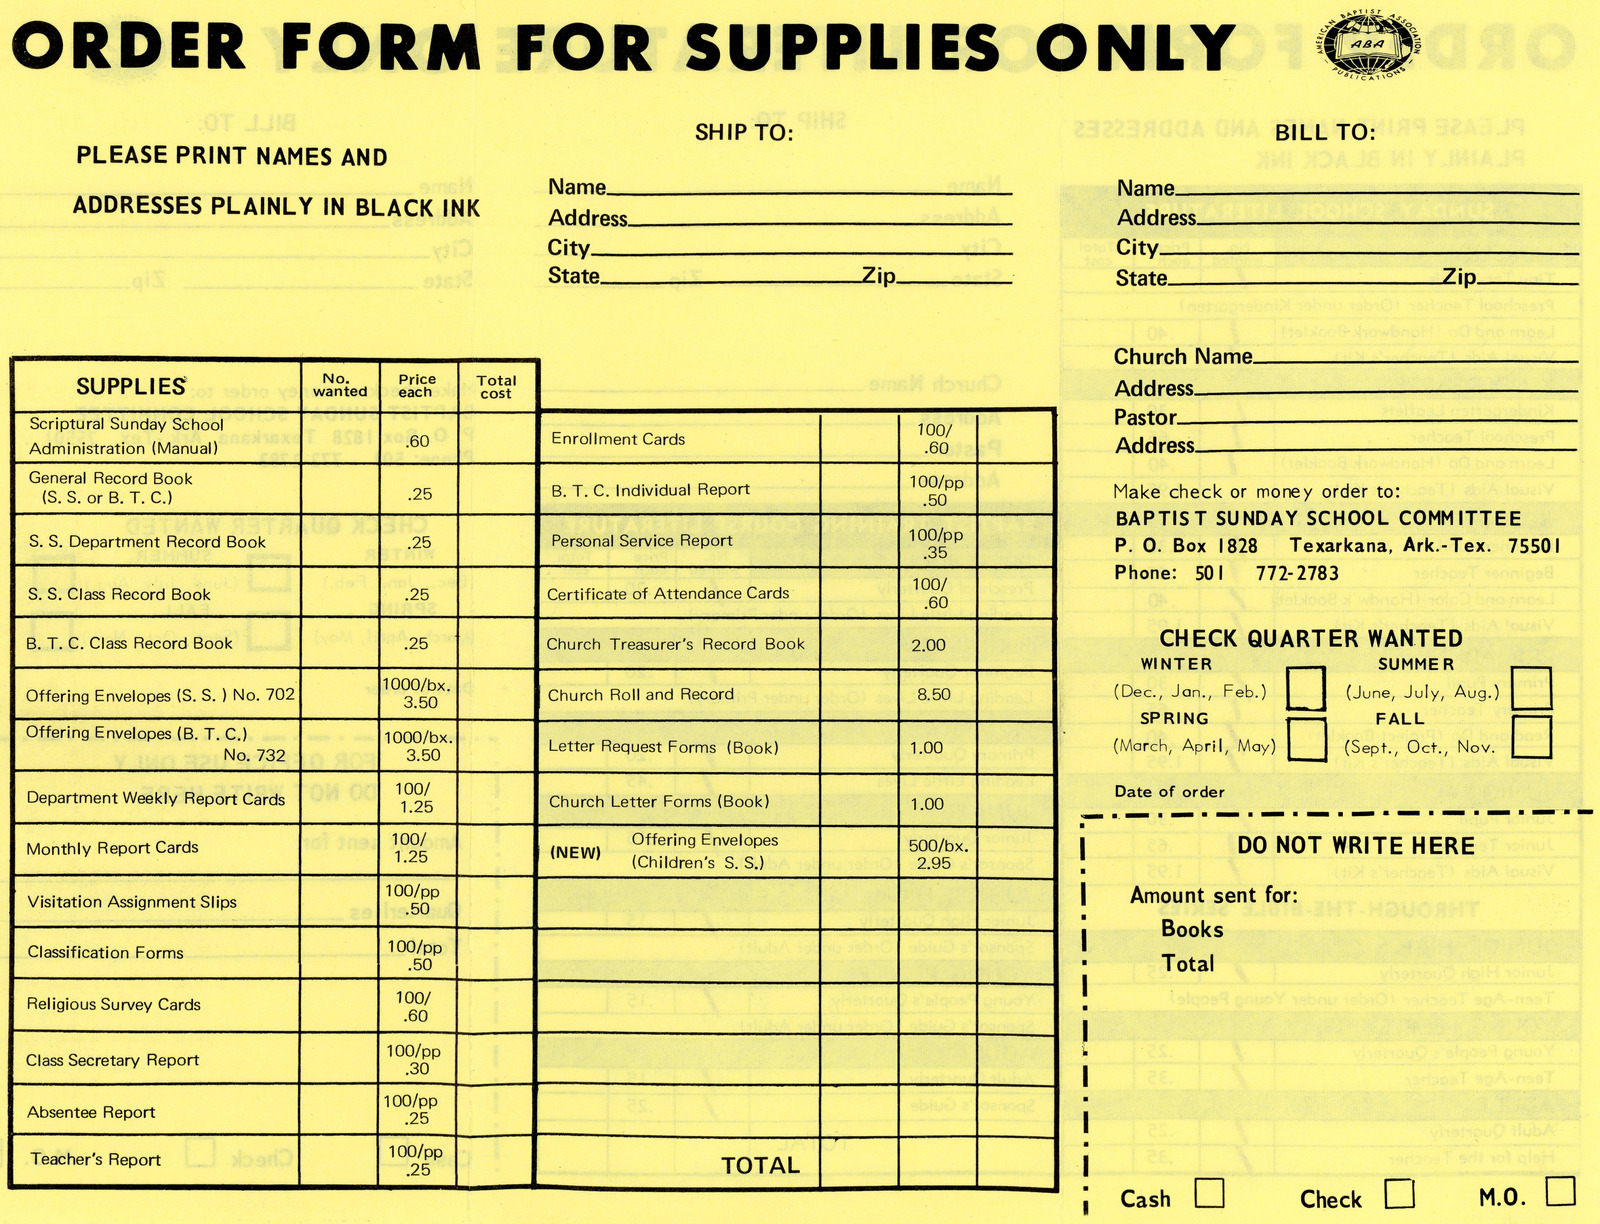 ORDER FORM FOR SUPPLIES ONLY
AMERICAN BAPTIST ASSOCIATION
ABA
PUBLICATIONS
PLEASE PRINT NAMES AND
ADDRESSES PLAINLY IN BLACK INK
SHIP TO:
Name
Address
City
State Zip
BILL TO:
Name
Address
City
State Zip
Church Name
Address
Pastor
Address
Make check or money order to:
BAPTIST SUNDAY SCHOOL COMMITTEE
P. O. Box 1828 Texarkana, Ark.-Tex. 75501
Phone: 501 772-2783
CHECK QUARTER WANTED
WINTER SUMMER
(Dec., Jan., Feb.) (June, July, Aug.)
SPRING FALL
(March, April, May) (Sept., Oct., Nov.
Date of order
DO NOT WRITE HERE
Amount sent for:
Books
Total
Cash Check M.O.
SUPPLIES No. wanted Price each Total cost
Scriptural Sunday School
Administration (Manual) .60
General Record Book
(S. S. or B. T. C.) .25
S. S. Department Record Book .25
S. S. Class Record Book .25
B. T. C. Class Record Book .25
Offering Envelopes (S. S. ) No. 702 1000/bx. 3.50
Offering Envelopes (B. T. C.)
No. 732 1000/bx. 3.50
Department Weekly Report Cards 100/ 1.25
Monthly Report Cards 100/ 1.25
Visitation Assignment Slips 100/pp .50
Classification Forms 100/pp .50
Religious Survey Cards 100/ .60
Class Secretary Report 100/pp .30
Absentee Report 100/pp .25
Teacher's Report 100/pp .25
Enrollment Cards 100/ .60
B. T. C. Individual Report 100/pp .50
Personal Service Report 100/pp .35
Certificate of Attendance Cards 100/ .60
Church Treasurer's Record Book 2.00
Church Roll and Record 8.50
Letter Request Forms (Book) 1.00
Church Letter Forms (Book) 1.00
(NEW) Offering Envelopes
(Children's S. S.) 500/bx. 2.95
TOTAL